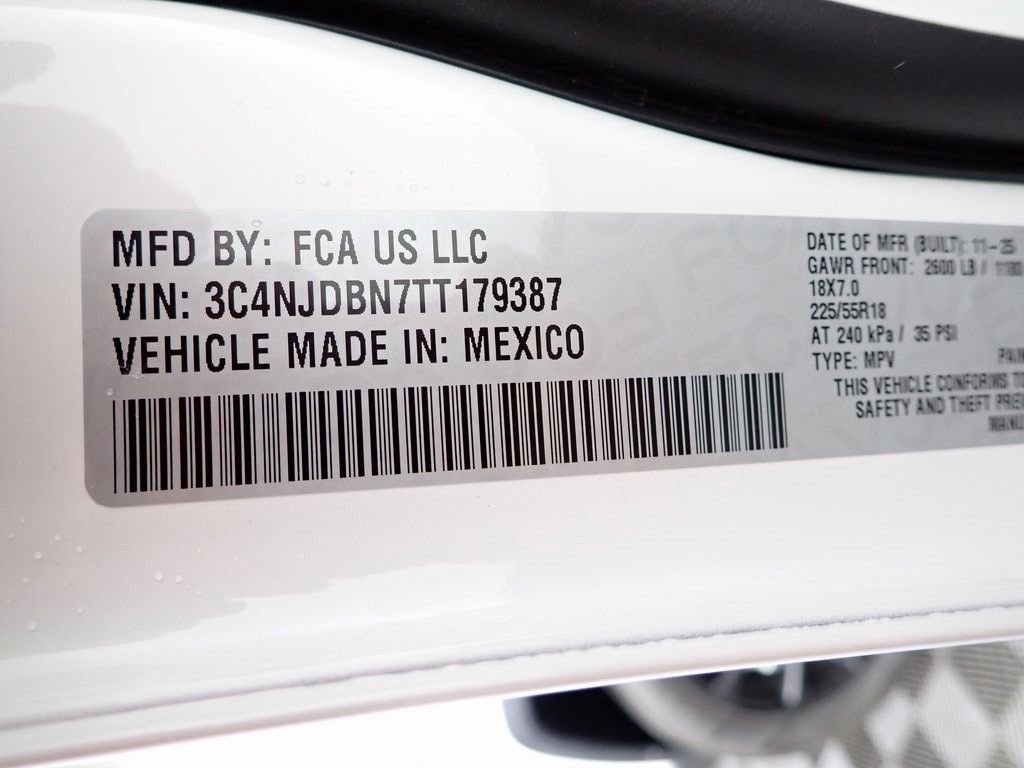 MFD BY: FCA US LLC
VIN: 3C4NJDBN7TT179387
VEHICLE MADE IN: MEXICO
DATE OF MFR (BUILT): 11-25
GAWR FRONT: 2600 LB //
18X7.0
225/55R18
AT 240 kPa / 35 PSI
TYPE: MPV
THIS VEHICLE CONFORMS TO
SAFETY AND THEFT